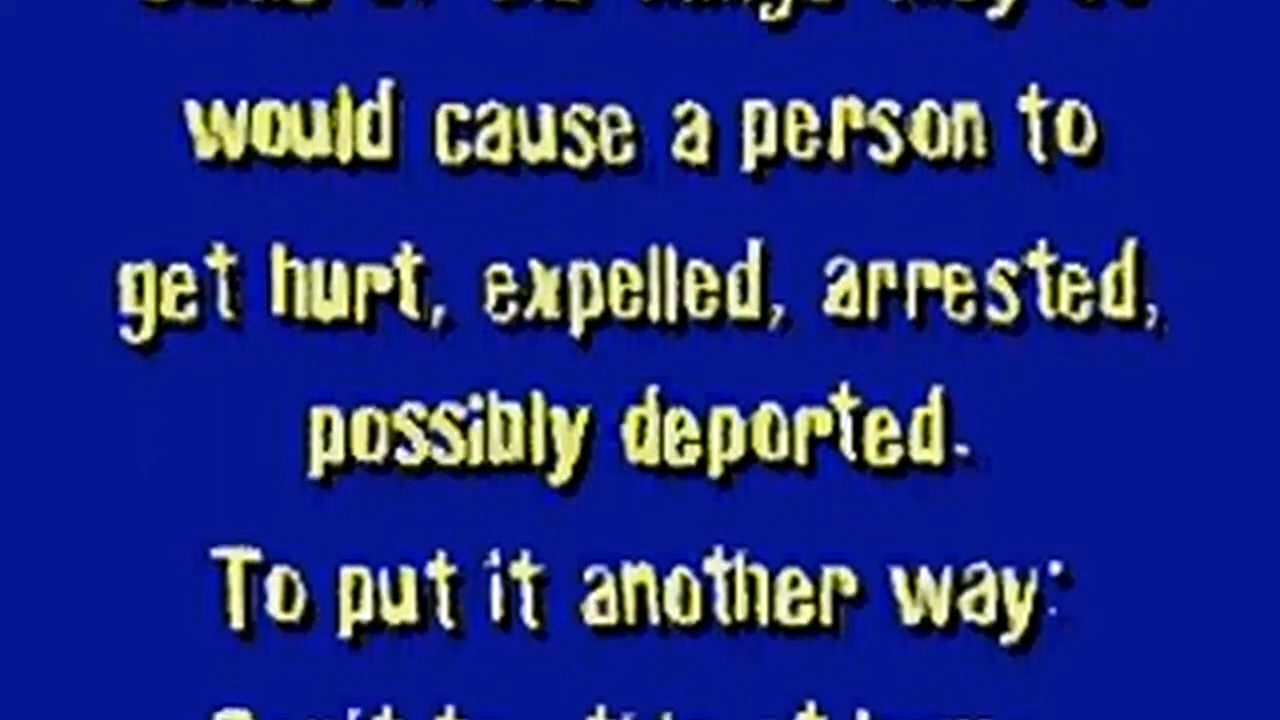 would cause a person to
get hurt, expelled, arrested,
possibly deported.
To put it another way: